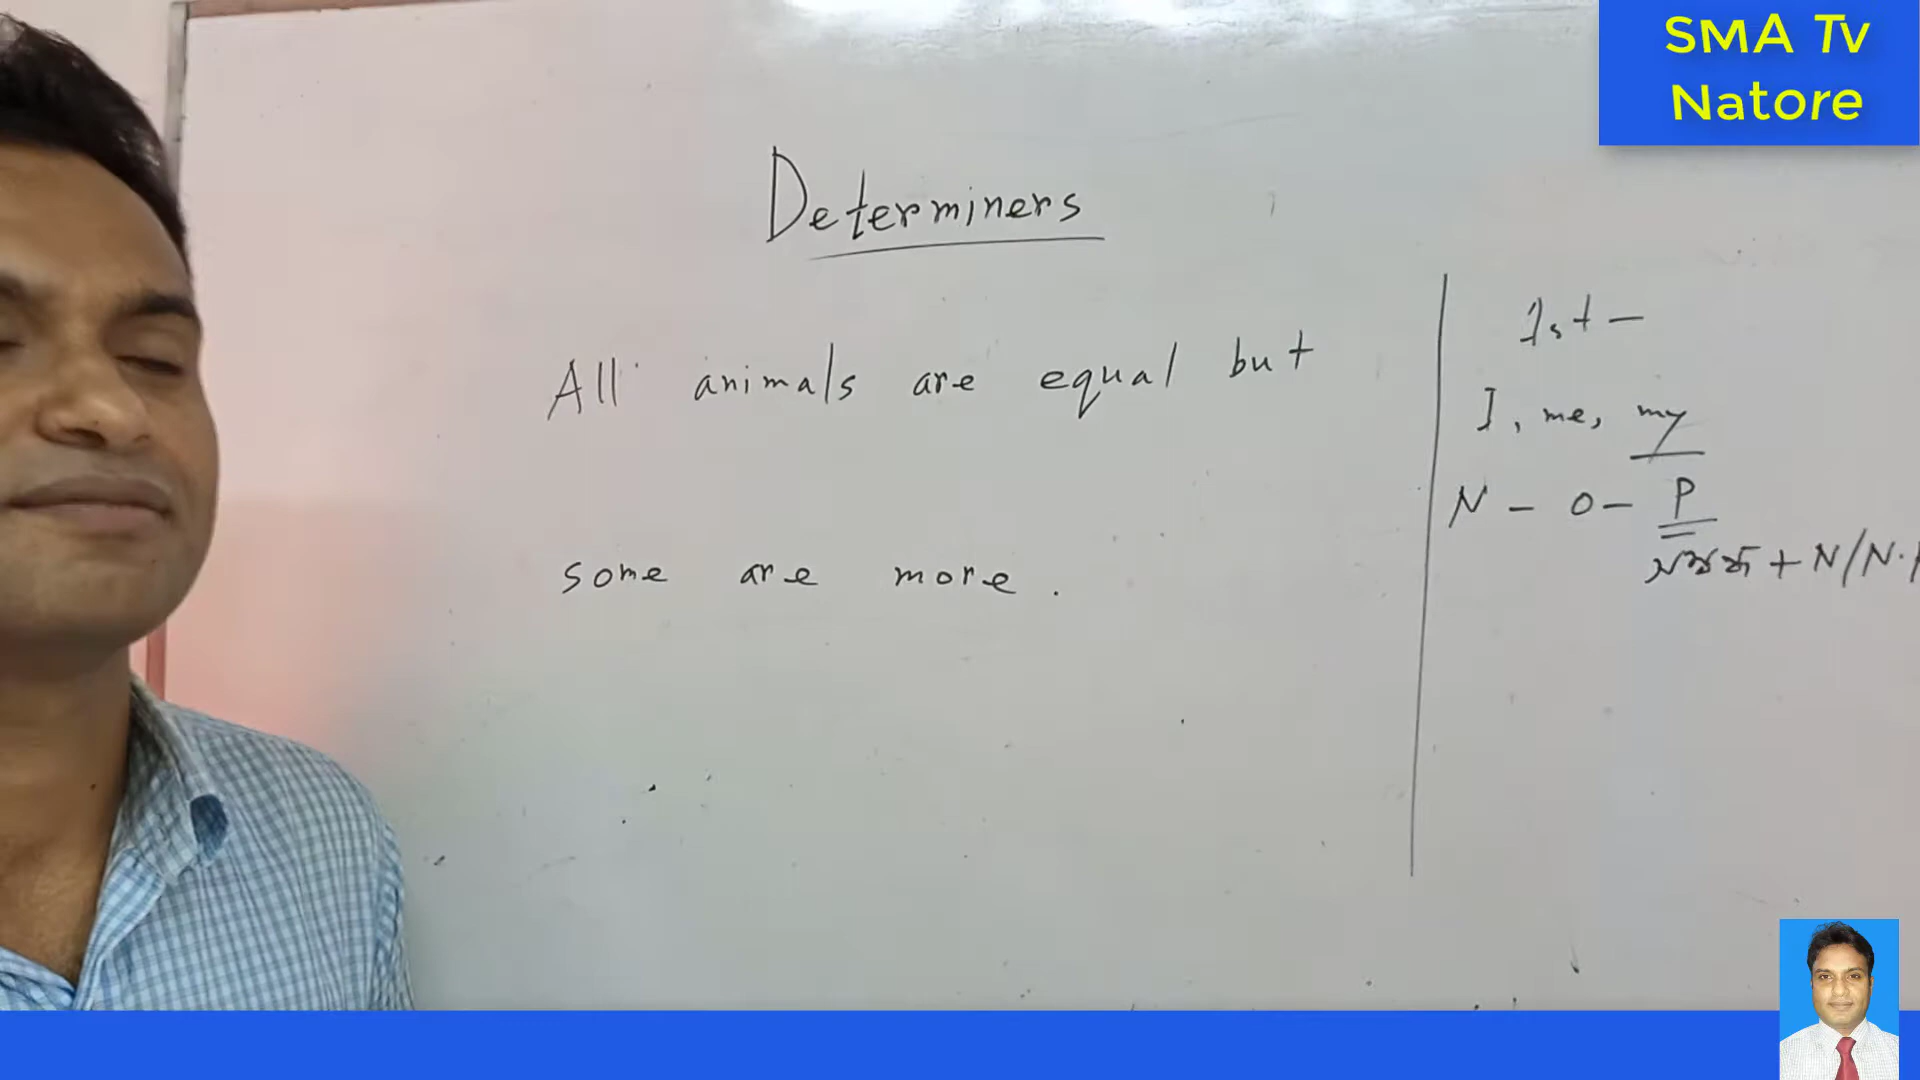 SMA Tv
Natore
Determiners
All animals are equal but
some are more.
1st -
I, me, my
N - O - P
+ N/N.